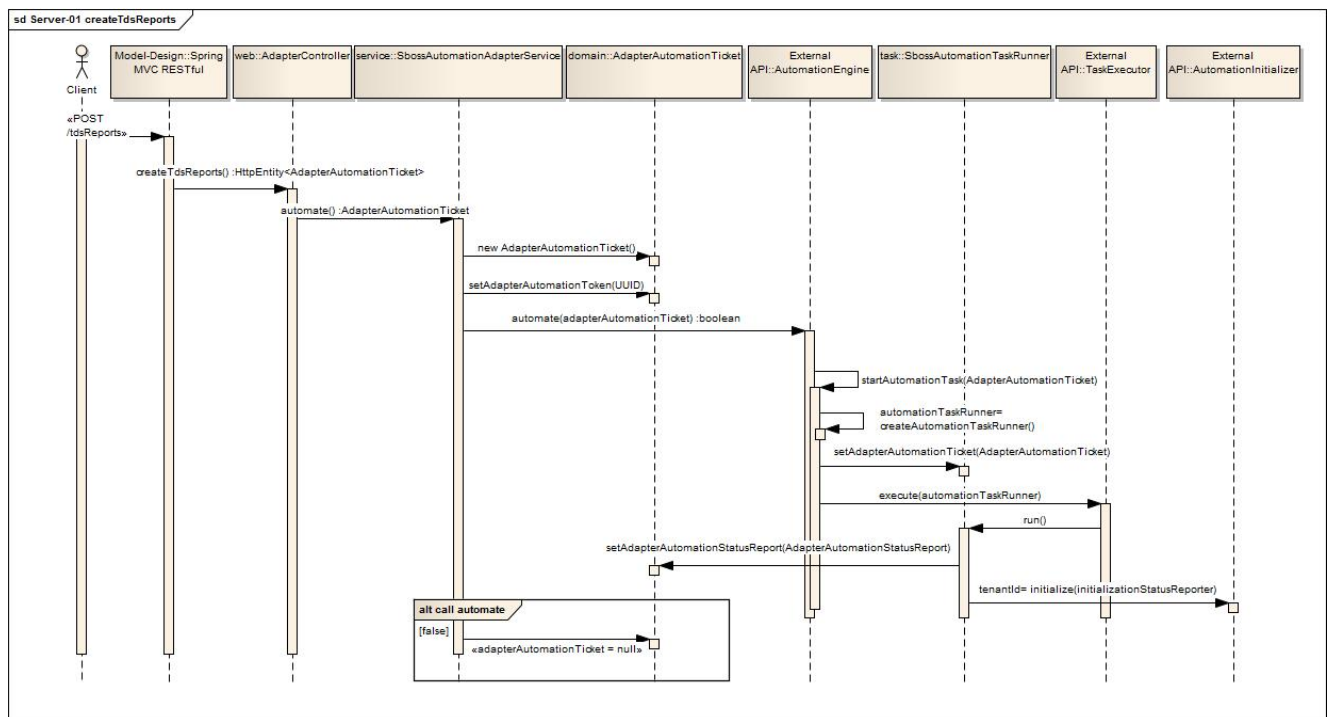 sd Server-01 createTdsReports
Client
Model-Design::Spring
MVC RESTful
web::AdapterController
service::SbossAutomationAdapterService
domain::AdapterAutomationTicket
External
API::AutomationEngine
task::SbossAutomationTaskRunner
External
API::TaskExecutor
External
API::AutomationInitializer
«POST
/tdsReports»
createTdsReports() :HttpEntity<AdapterAutomationTicket>
automate() :AdapterAutomationTicket
new AdapterAutomationTicket()
setAdapterAutomationToken(UUID)
automate(adapterAutomationTicket) :boolean
startAutomationTask(AdapterAutomationTicket)
automationTaskRunner=
createAutomationTaskRunner()
setAdapterAutomationTicket(AdapterAutomationTicket)
execute(automationTaskRunner)
run()
setAdapterAutomationStatusReport(AdapterAutomationStatusReport)
tenantId= initialize(initializationStatusReporter)
alt call automate
[false]
«adapterAutomationTicket = null»